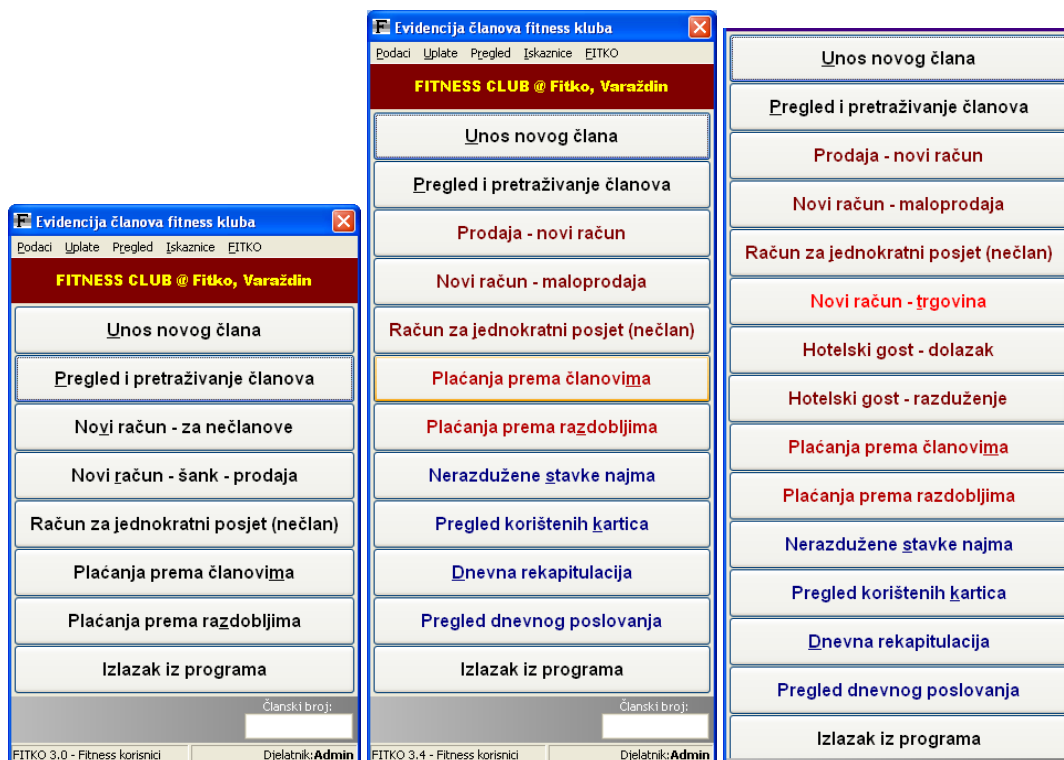 Evidencija članova fitness kluba
Podaci Uplate Pregled Iskaznice FITKO
FITNESS CLUB @ Fitko, Varaždin
Unos novog člana
Pregled i pretraživanje članova
Novi račun - za nečlanove
Novi račun - šank - prodaja
Račun za jednokratni posjet (nečlan)
Plaćanja prema članovima
Plaćanja prema razdobljima
Izlazak iz programa
Članski broj:
FITKO 3.0 - Fitness korisnici Djelatnik:Admin
Evidencija članova fitness kluba
Podaci Uplate Pregled Iskaznice FITKO
FITNESS CLUB @ Fitko, Varaždin
Unos novog člana
Pregled i pretraživanje članova
Prodaja - novi račun
Novi račun - maloprodaja
Račun za jednokratni posjet (nečlan)
Plaćanja prema članovima
Plaćanja prema razdobljima
Nerazdužene stavke najma
Pregled korištenih kartica
Dnevna rekapitulacija
Pregled dnevnog poslovanja
Izlazak iz programa
Članski broj:
FITKO 3.4 - Fitness korisnici Djelatnik:Admin
Unos novog člana
Pregled i pretraživanje članova
Prodaja - novi račun
Novi račun - maloprodaja
Račun za jednokratni posjet (nečlan)
Novi račun - trgovina
Hotelski gost - dolazak
Hotelski gost - razduženje
Plaćanja prema članovima
Plaćanja prema razdobljima
Nerazdužene stavke najma
Pregled korištenih kartica
Dnevna rekapitulacija
Pregled dnevnog poslovanja
Izlazak iz programa